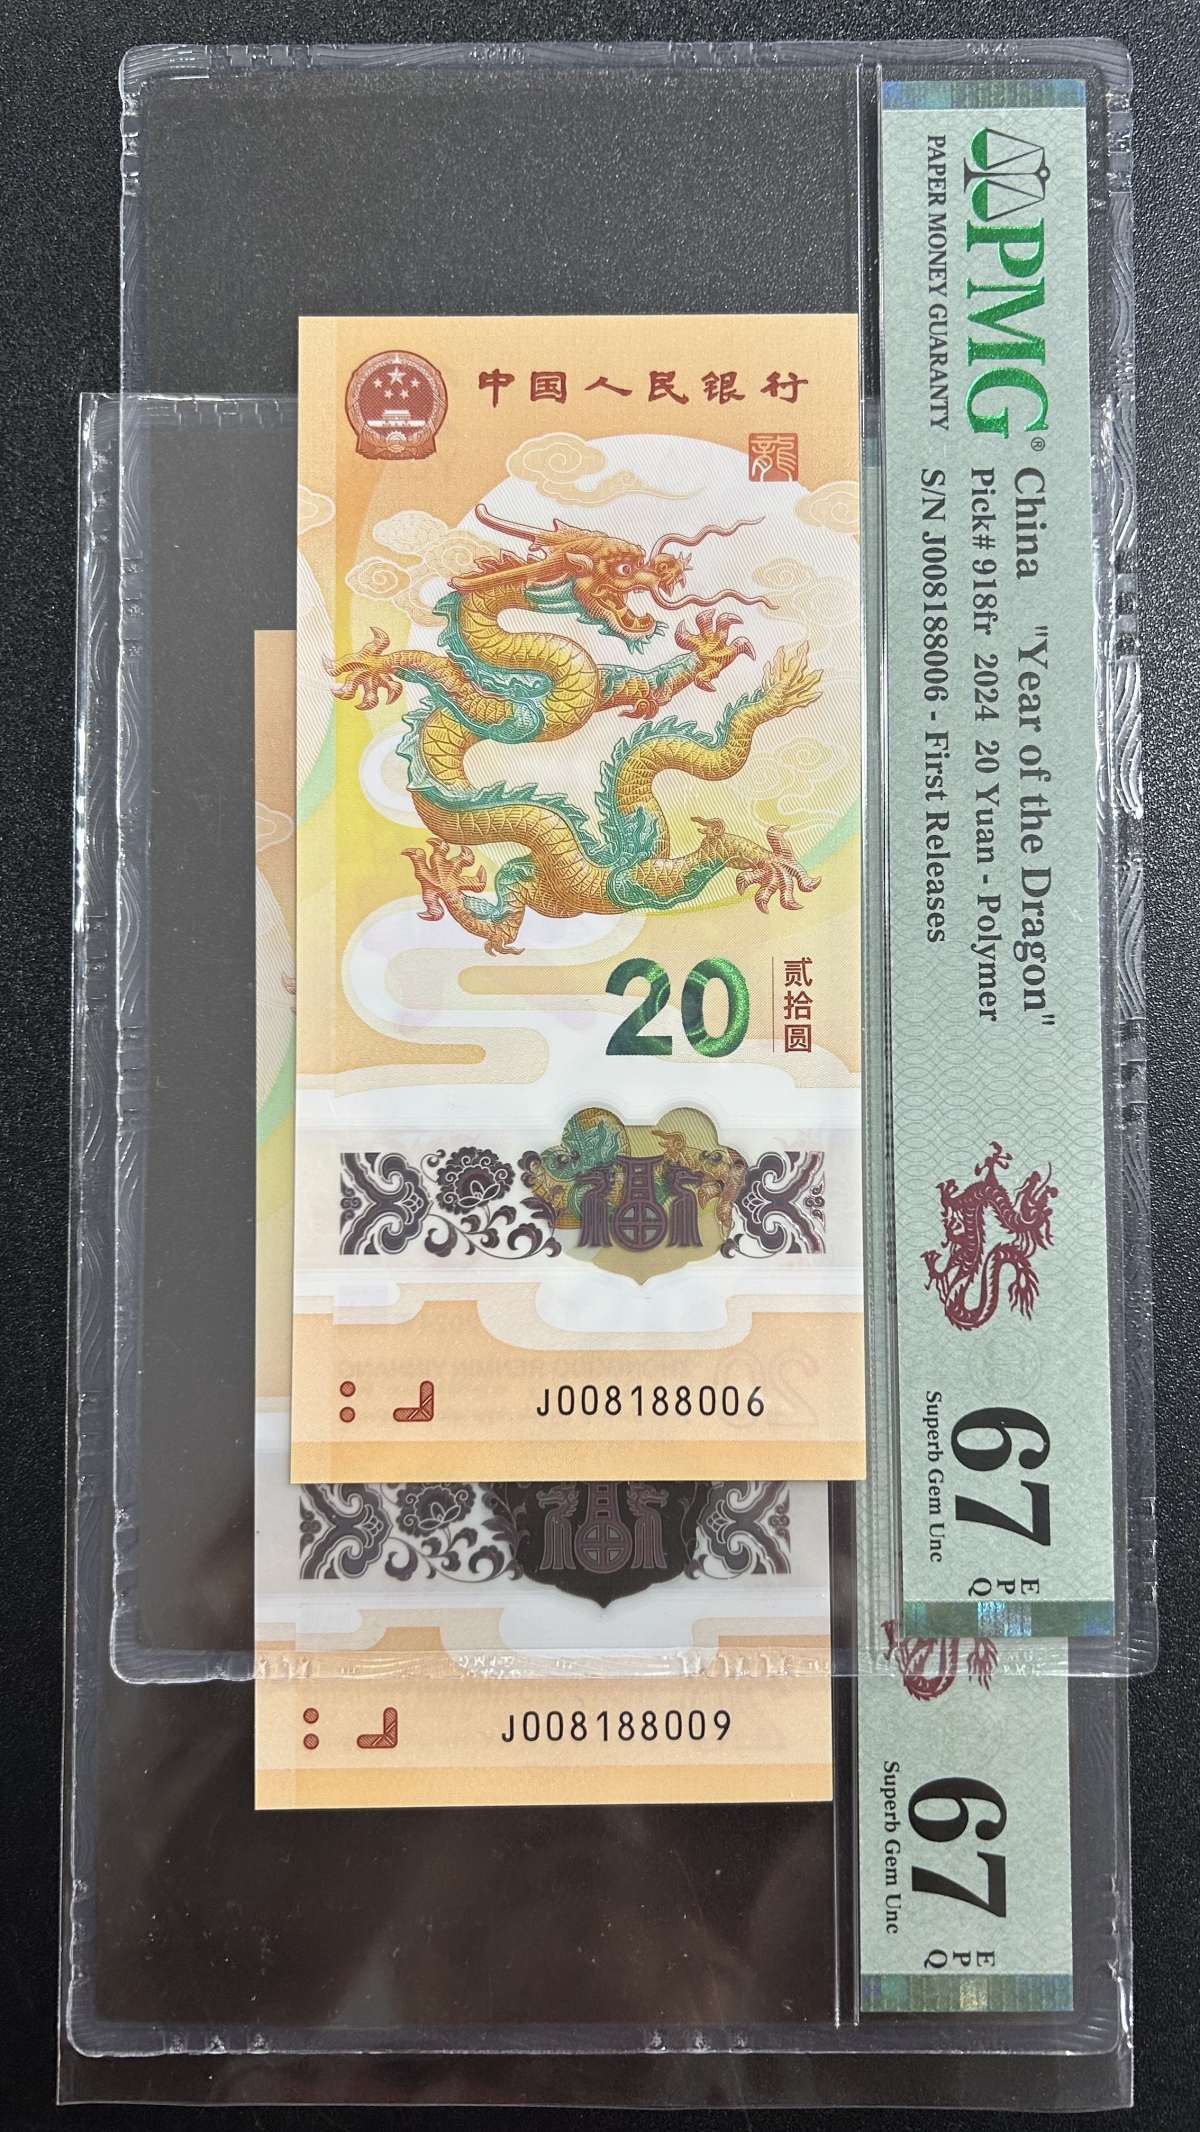 中国人民银行
龍
20
贰拾圆
J008188006
J008188009
PMG®
PAPER MONEY GUARANTY
China "Year of the Dragon"
Pick# 918fr 2024 20 Yuan - Polymer
S/N J008188006 - First Releases
67
EPQ
Superb Gem Unc
67
EPQ
Superb Gem Unc